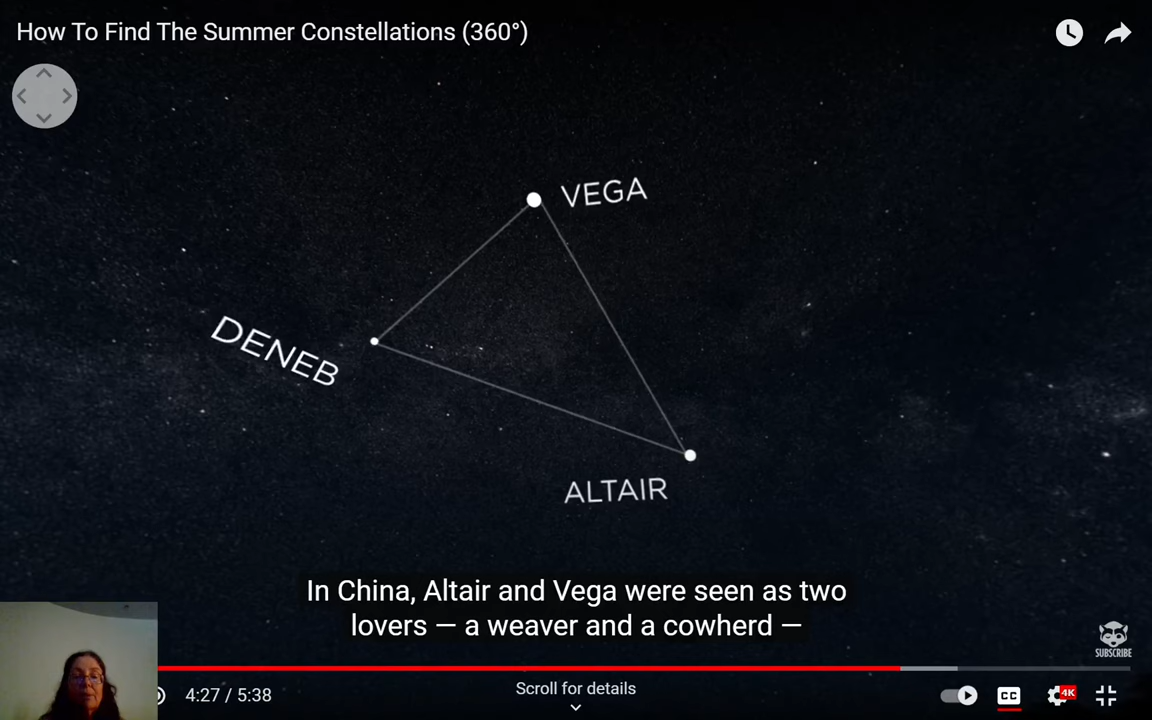 How To Find The Summer Constellations (360°)
VEGA
DENEB
ALTAIR
In China, Altair and Vega were seen as two
lovers — a weaver and a cowherd —
SUBSCRIBE
4:27 / 5:38
Scroll for details
CC
4K